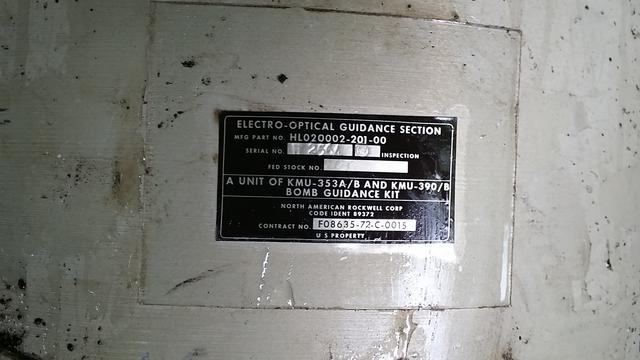 ELECTRO-OPTICAL GUIDANCE SECTION
MFG PART NO. HL020002-201-00
SERIAL NO. INSPECTION
FED STOCK NO.
A UNIT OF KMU-353A/B AND KMU-390/B
BOMB GUIDANCE KIT
NORTH AMERICAN ROCKWELL CORP
CODE IDENT 89372
CONTRACT NO. F08635-72-C-0015
U S PROPERTY